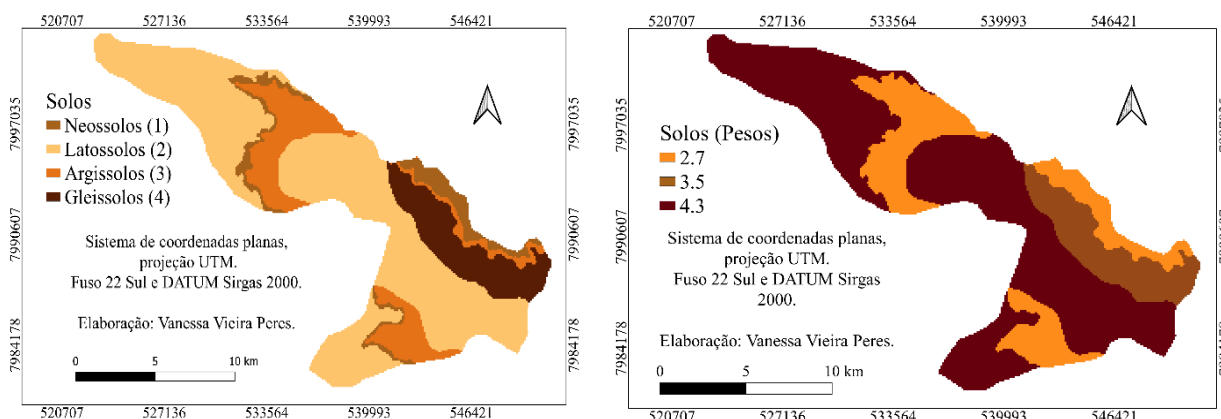 520707 527136 533564 539993 546421
Solos
Neossolos (1)
Latossolos (2)
Argissolos (3)
Gleissolos (4)
Sistema de coordenadas planas,
projeção UTM.
Fuso 22 Sul e DATUM Sirgas 2000.
Elaboração: Vanessa Vieira Peres.
0 5 10 km
7997035
7990607
7984178
7997035
7990607
7984178
520707 527136 533564 539993 546421
520707 527136 533564 539993 546421
Solos (Pesos)
2.7
3.5
4.3
Sistema de coordenadas planas,
projeção UTM.
Fuso 22 Sul e DATUM Sirgas
2000.
Elaboração: Vanessa Vieira Peres.
0 5 10 km
520707 527136 533564 539993 546421